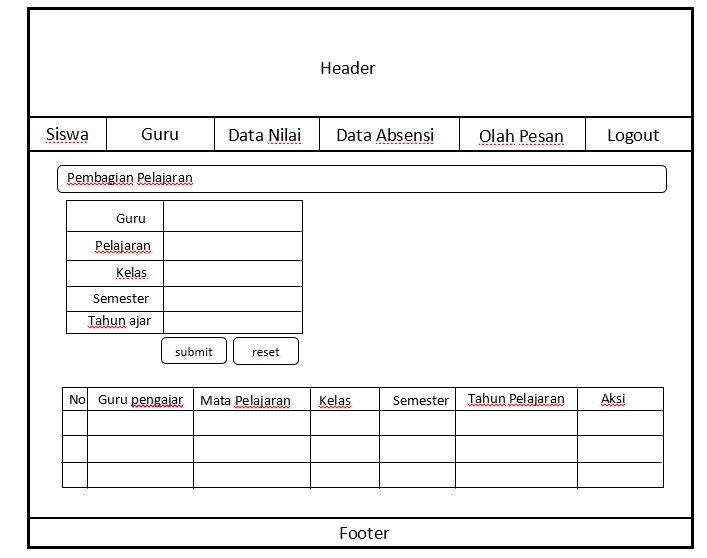 Header
Siswa Guru Data Nilai Data Absensi Olah Pesan Logout
Pembagian Pelajaran
Guru
Pelajaran
Kelas
Semester
Tahun ajar
submit reset
No Guru pengajar Mata Pelajaran Kelas Semester Tahun Pelajaran Aksi
Footer